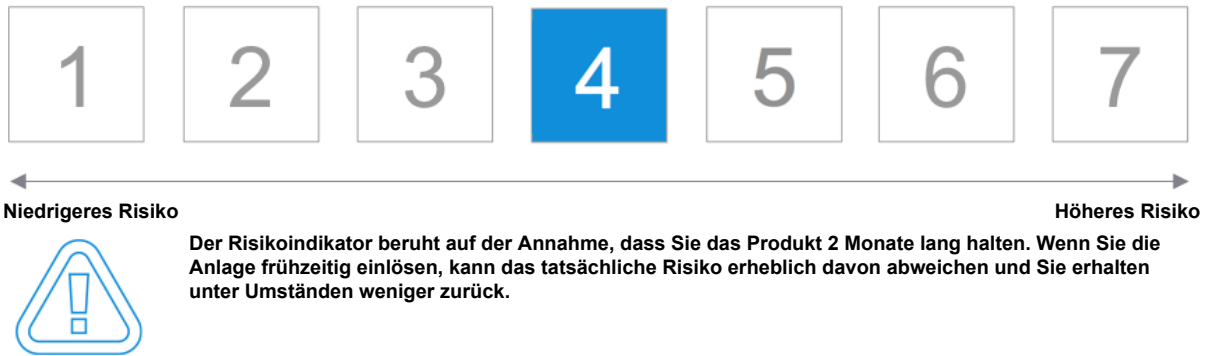 1 2 3 4 5 6 7
Niedrigeres Risiko Höheres Risiko
Der Risikoindikator beruht auf der Annahme, dass Sie das Produkt 2 Monate lang halten. Wenn Sie die
Anlage frühzeitig einlösen, kann das tatsächliche Risiko erheblich davon abweichen und Sie erhalten
unter Umständen weniger zurück.